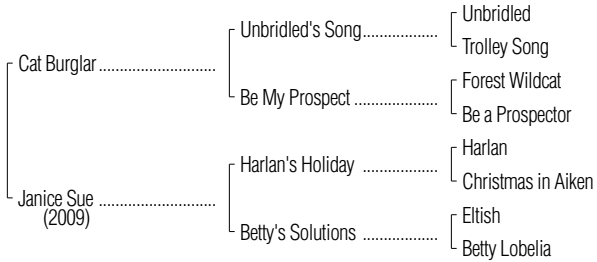 Unbridled
Unbridled's Song....................
Trolley Song
Cat Burglar ..............................
Forest Wildcat
Be My Prospect ......................
Be a Prospector
Harlan
Harlan's Holiday ....................
Christmas in Aiken
Janice Sue ..............................
(2009)
Eltish
Betty's Solutions ....................
Betty Lobelia